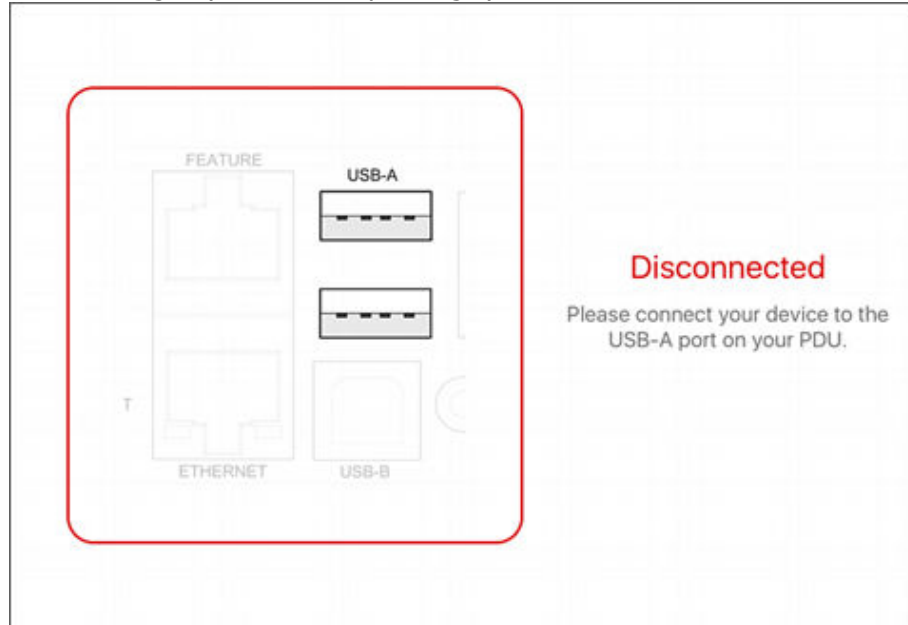 FEATURE
USB-A
Disconnected
Please connect your device to the
USB-A port on your PDU.
T
ETHERNET
USB-B